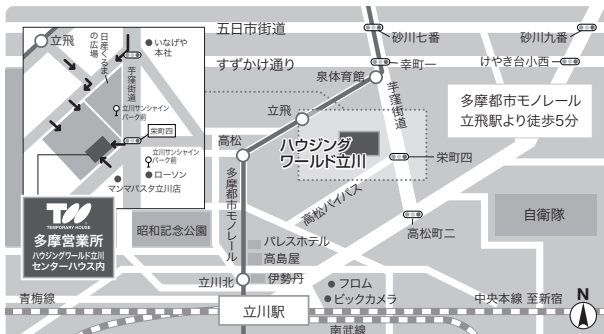 五日市街道
砂川七番
砂川九番
すずかけ通り
幸町一
けやき台小西
泉体育館
芋窪街道
多摩都市モノレール
立飛駅より徒歩5分
立飛
ハウジング
ワールド立川
栄町四
高松
多摩都市モノレール
高松バイパス
高松町二
自衛隊
昭和記念公園
パレスホテル
高島屋
伊勢丹
立川北
フロム
ビックカメラ
青梅線
立川駅
中央本線 至新宿
南武線
N
立飛
日産くるま
の広場
いなげや
本社
芋窪街道
立川サンシャイン
パーク前
栄町四
立川サンシャイン
パーク前
ローソン
マンマパスタ立川店
TW
TEMPORARY HOUSE
多摩営業所
ハウジングワールド立川
センターハウス内